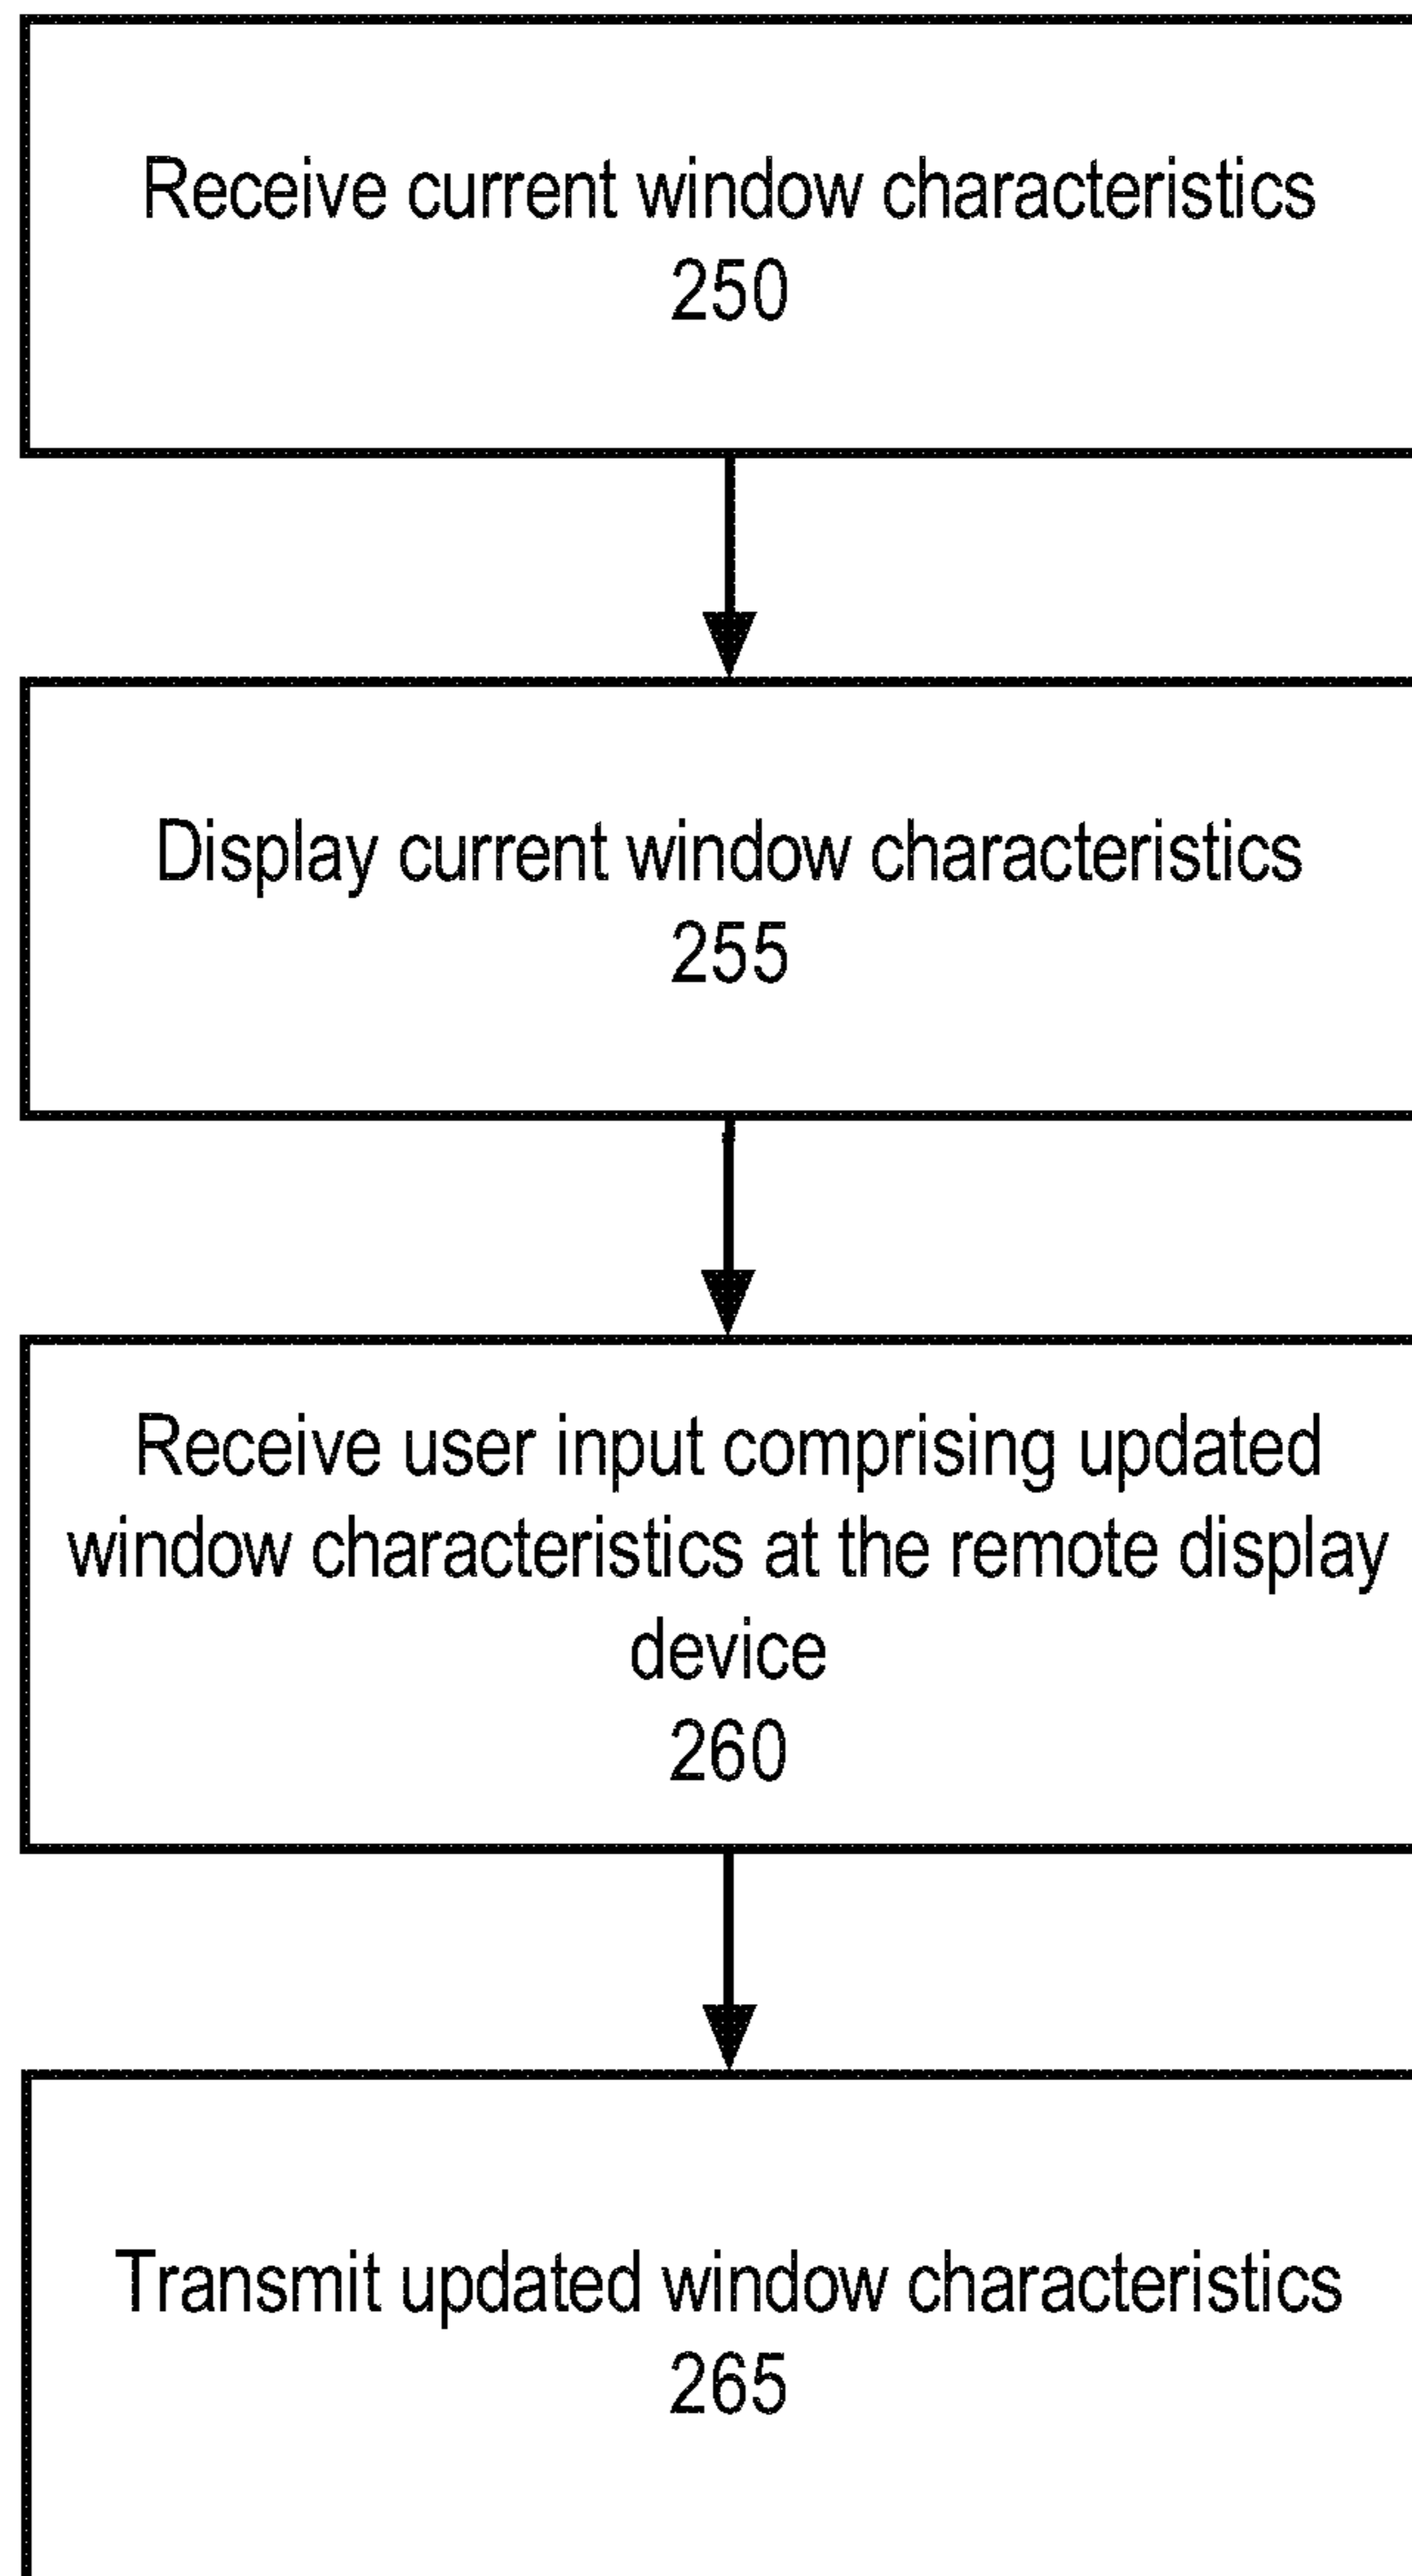 Receive current window characteristics
250
Display current window characteristics
255
Receive user input comprising updated
window characteristics at the remote display
device
260
Transmit updated window characteristics
265